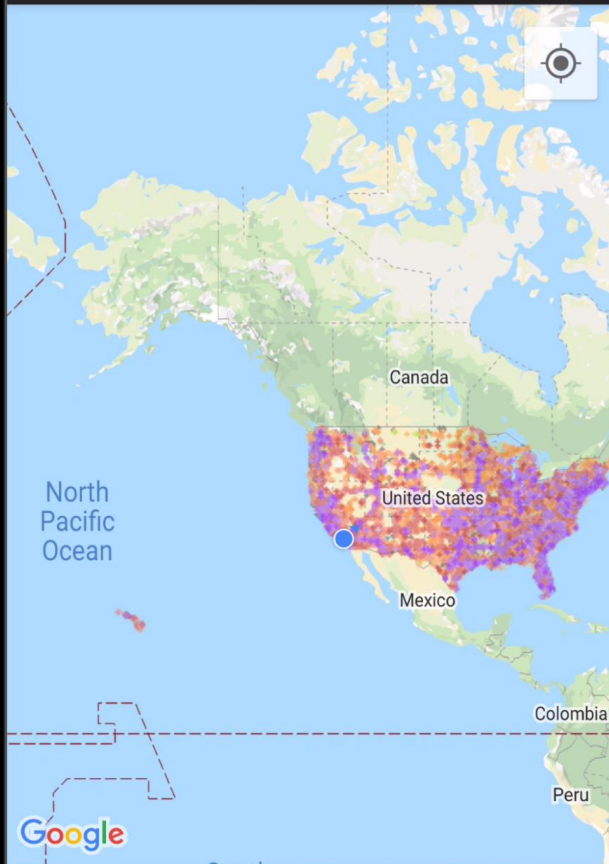 Canada
United States
North
Pacific
Ocean
Mexico
Colombia
Peru
Google